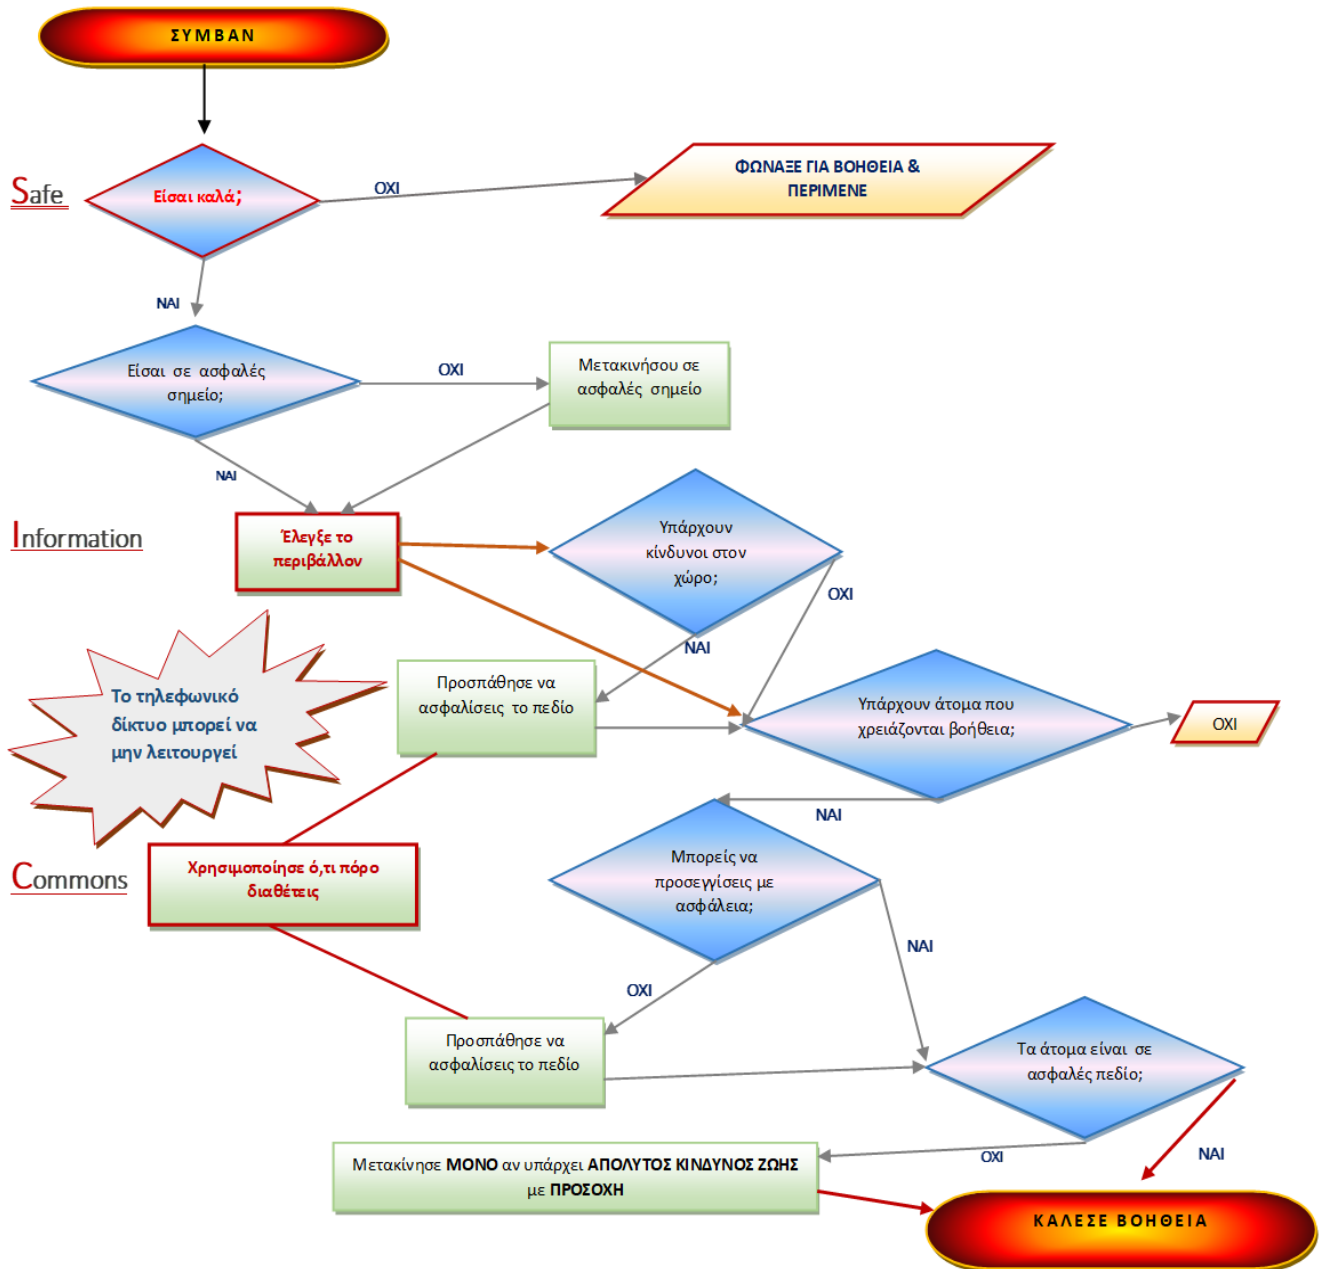 ΣΥΜΒΑΝ
Safe
Είσαι καλά;
ΟΧΙ
ΦΩΝΑΞΕ ΓΙΑ ΒΟΗΘΕΙΑ &
ΠΕΡΙΜΕΝΕ
ΝΑΙ
Είσαι σε ασφαλές
σημείο;
ΟΧΙ
Μετακινήσου σε
ασφαλές σημείο
ΝΑΙ
Information
Έλεγξε το
περιβάλλον
Υπάρχουν
κίνδυνοι στον
χώρο;
ΟΧΙ
ΝΑΙ
Το τηλεφωνικό
δίκτυο μπορεί να
μην λειτουργεί
Προσπάθησε να
ασφαλίσεις το πεδίο
Υπάρχουν άτομα που
χρειάζονται βοήθεια;
ΟΧΙ
ΝΑΙ
Commons
Χρησιμοποίησε ό,τι πόρο
διαθέτεις
Μπορείς να
προσεγγίσεις με
ασφάλεια;
ΝΑΙ
ΟΧΙ
Προσπάθησε να
ασφαλίσεις το πεδίο
Τα άτομα είναι σε
ασφαλές πεδίο;
ΟΧΙ
ΝΑΙ
Μετακίνησε ΜΟΝΟ αν υπάρχει ΑΠΟΛΥΤΟΣ ΚΙΝΔΥΝΟΣ ΖΩΗΣ
με ΠΡΟΣΟΧΗ
ΚΑΛΕΣΕ ΒΟΗΘΕΙΑ